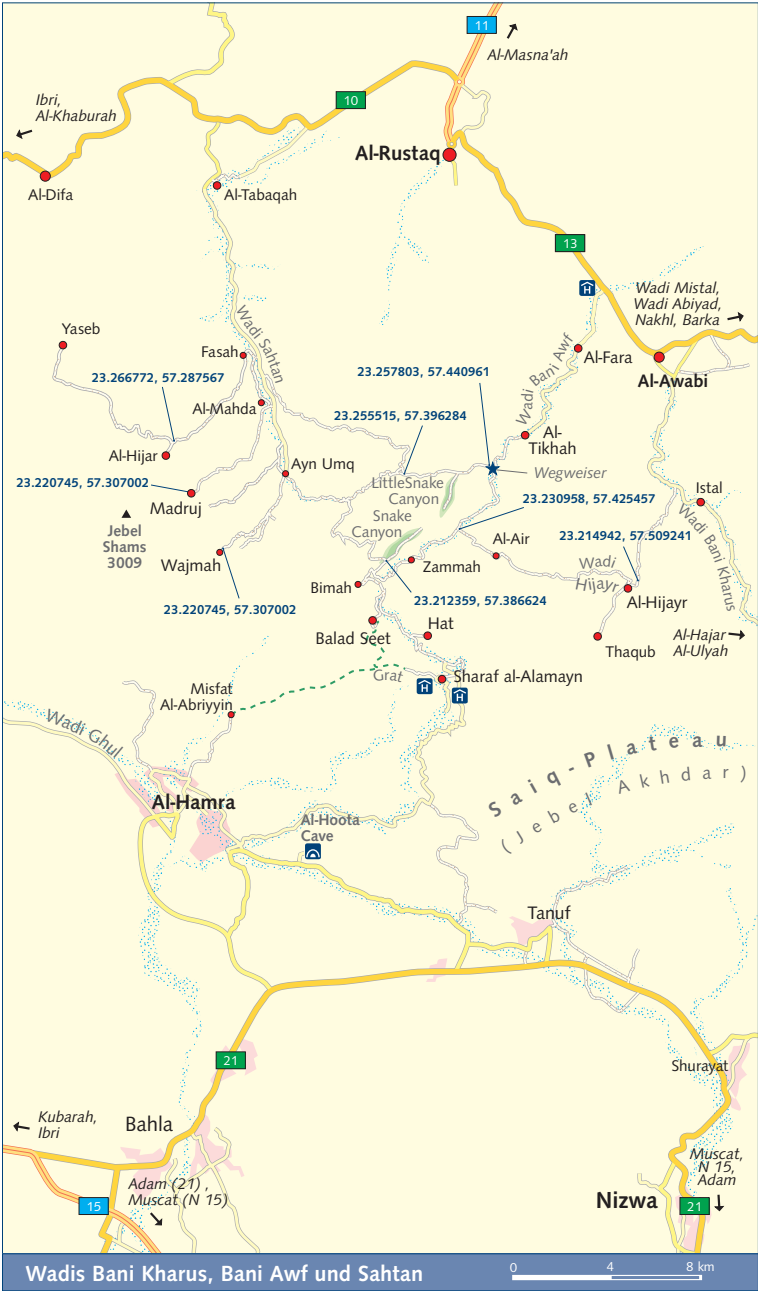 11
Al-Masna'ah
Ibri,
Al-Khaburah
10
Al-Rustaq
Al-Difa
Al-Tabaqah
13
Wadi Mistal,
Wadi Abiyad,
Nakhl, Barka
H
Yaseb
Wadi Sahtan
Fasah
Wadi Bani Awf
Al-Fara
Al-Awabi
23.266772, 57.287567
23.257803, 57.440961
Al-Mahda
23.255515, 57.396284
Al-
Tikhah
Al-Hijar
Ayn Umq
Wegweiser
23.220745, 57.307002
LittleSnake
Canyon
Istal
Madruj
23.230958, 57.425457
Snake
Canyon
Jebel
Shams
3009
Al-Air
23.214942, 57.509241
Wadi Bani Kharus
Wajmah
Zammah
Wadi
Hijayr
Bimah
Al-Hijayr
23.220745, 57.307002
23.212359, 57.386624
Balad Seet
Hat
Thaqub
Al-Hajar
Al-Ulyah
Grat
Sharaf al-Alamayn
H
H
Misfat
Al-Abriyyin
Wadi Ghul
Saiq-Plateau
(Jebel Akhdar)
Al-Hamra
Al-Hoota
Cave
Tanuf
21
Shurayat
Kubarah,
Ibri
Bahla
Muscat,
N 15,
Adam
Adam (21) ,
Muscat (N 15)
15
Nizwa
21
Wadis Bani Kharus, Bani Awf und Sahtan
0 4 8 km